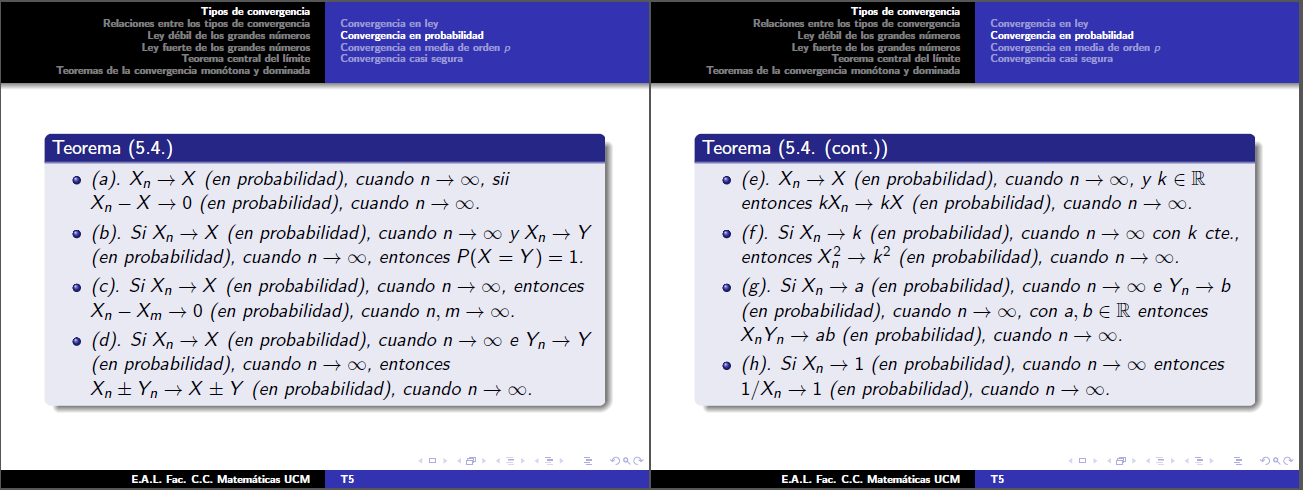 Tipos de convergencia
Relaciones entre los tipos de convergencia
Ley débil de los grandes números
Ley fuerte de los grandes números
Teorema central del límite
Teoremas de la convergencia monótona y dominada
Convergencia en ley
Convergencia en probabilidad
Convergencia en media de orden p
Convergencia casi segura
Teorema (5.4.)
(a). Xₙ → X (en probabilidad), cuando n → ∞, sii
Xₙ − X → 0 (en probabilidad), cuando n → ∞.
(b). Si Xₙ → X (en probabilidad), cuando n → ∞ y Xₙ → Y
(en probabilidad), cuando n → ∞, entonces P(X = Y) = 1.
(c). Si Xₙ → X (en probabilidad), cuando n → ∞, entonces
Xₙ − Xₘ → 0 (en probabilidad), cuando n, m → ∞.
(d). Si Xₙ → X (en probabilidad), cuando n → ∞ e Yₙ → Y
(en probabilidad), cuando n → ∞, entonces
Xₙ ± Yₙ → X ± Y (en probabilidad), cuando n → ∞.
E.A.L. Fac. C.C. Matemáticas UCM
T5
Tipos de convergencia
Relaciones entre los tipos de convergencia
Ley débil de los grandes números
Ley fuerte de los grandes números
Teorema central del límite
Teoremas de la convergencia monótona y dominada
Convergencia en ley
Convergencia en probabilidad
Convergencia en media de orden p
Convergencia casi segura
Teorema (5.4. (cont.))
(e). Xₙ → X (en probabilidad), cuando n → ∞, y k ∈ ℝ
entonces kXₙ → kX (en probabilidad), cuando n → ∞.
(f). Si Xₙ → k (en probabilidad), cuando n → ∞ con k cte.,
entonces Xₙ² → k² (en probabilidad), cuando n → ∞.
(g). Si Xₙ → a (en probabilidad), cuando n → ∞ e Yₙ → b
(en probabilidad), cuando n → ∞, con a, b ∈ ℝ entonces
XₙYₙ → ab (en probabilidad), cuando n → ∞.
(h). Si Xₙ → 1 (en probabilidad), cuando n → ∞ entonces
1/Xₙ → 1 (en probabilidad), cuando n → ∞.
E.A.L. Fac. C.C. Matemáticas UCM
T5